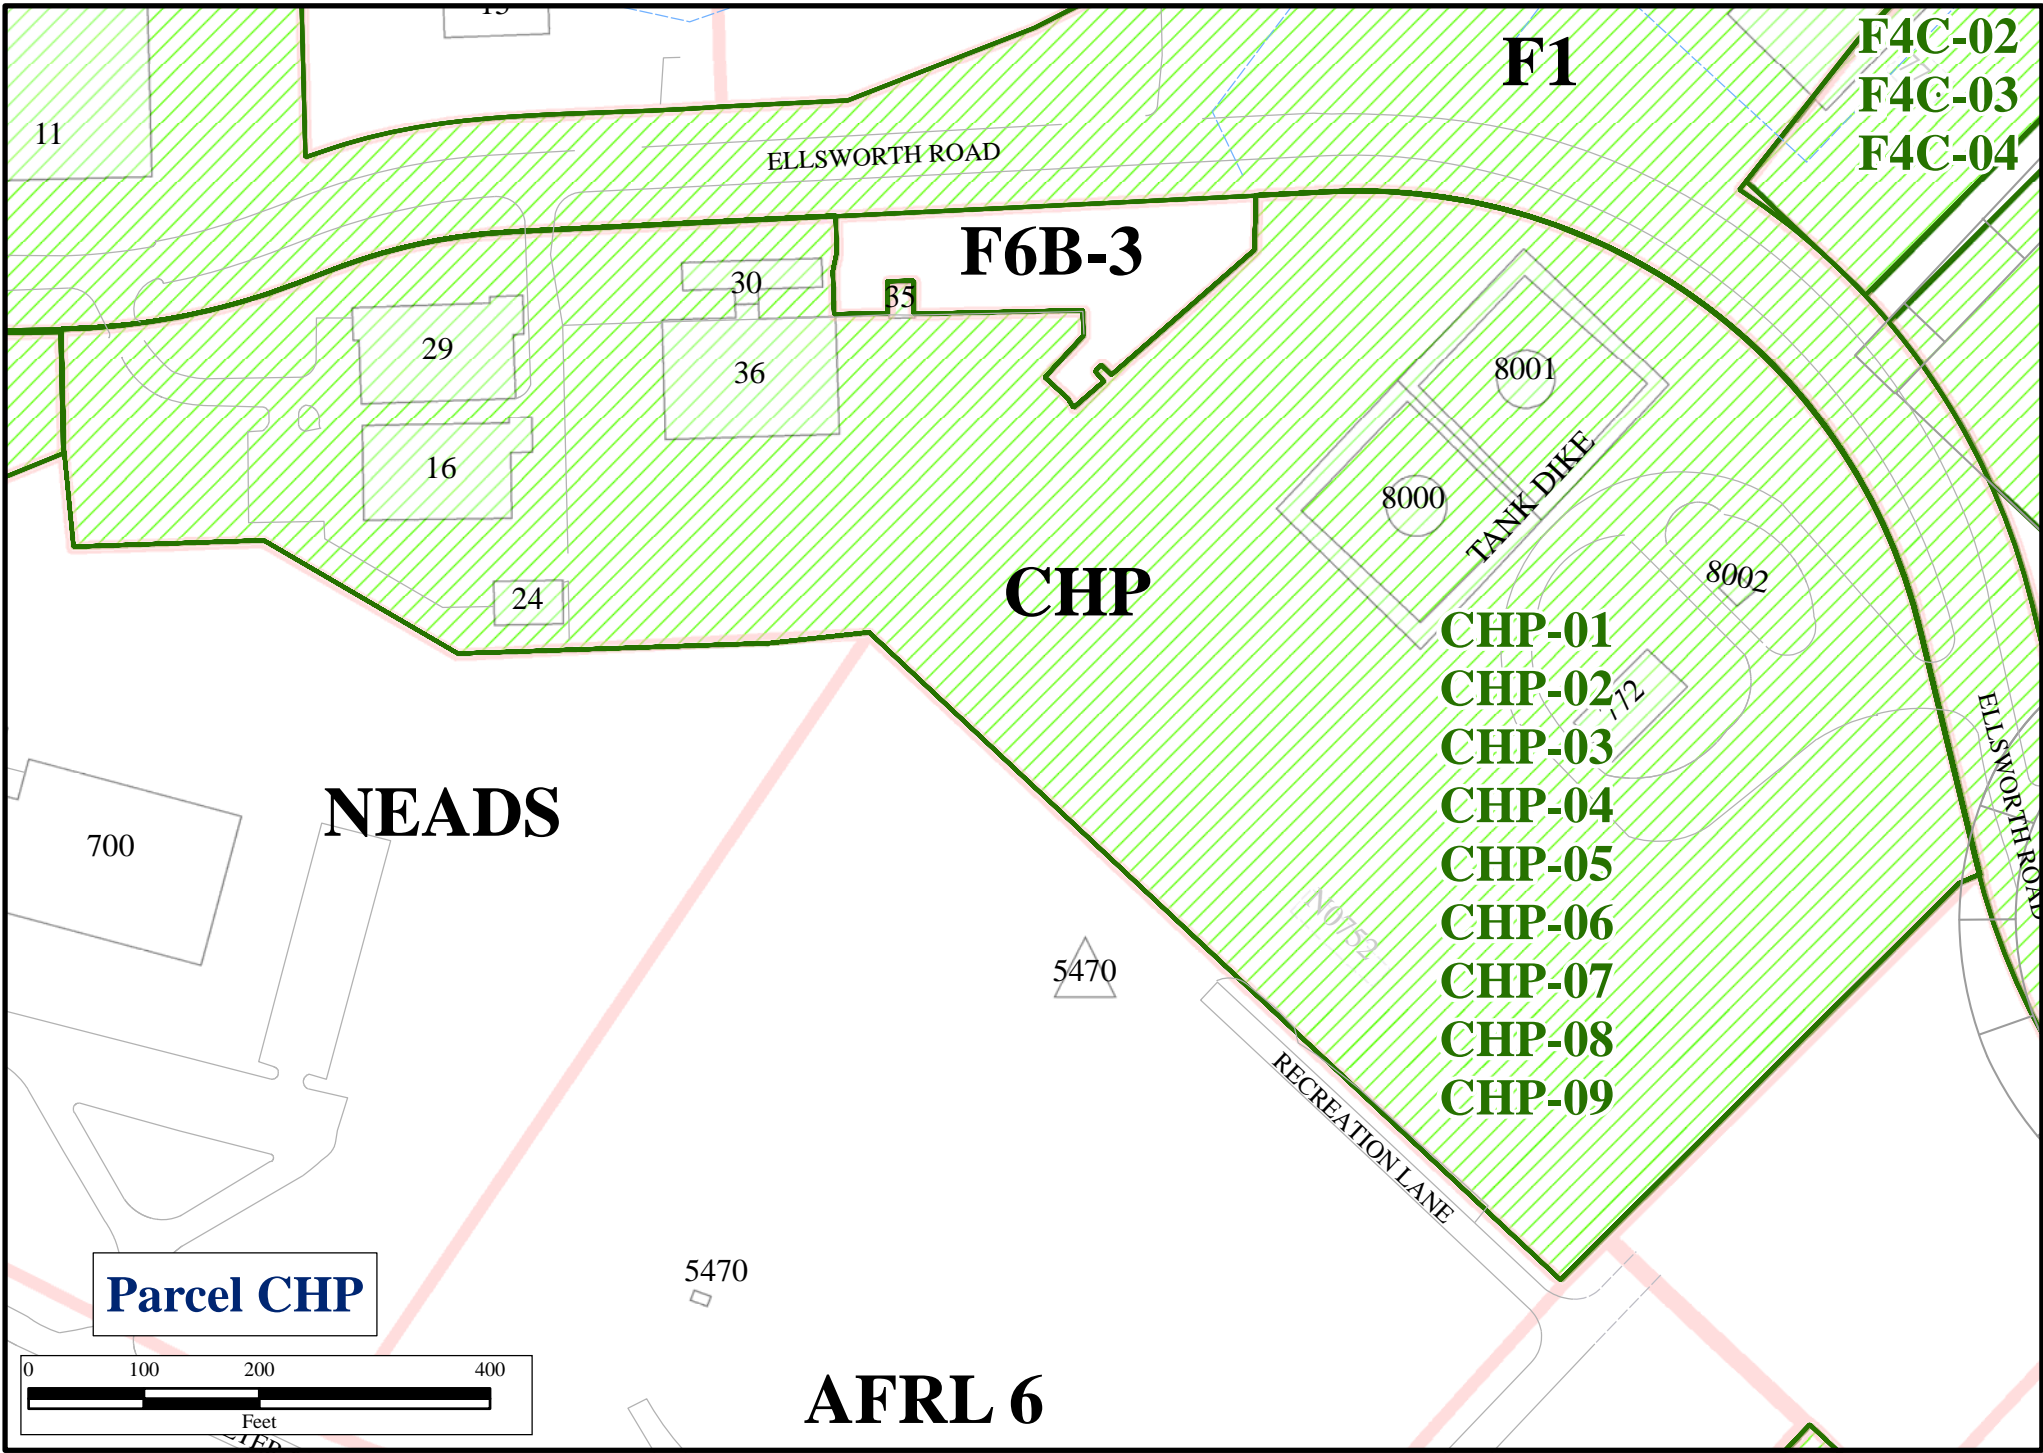 F1
F4C-02
F4C-03
F4C-04
11
ELLSWORTH ROAD
F6B-3
30
35
29
36
8001
16
8000
TANK DIKE
24
CHP
8002
CHP-01
CHP-02
CHP-03
CHP-04
CHP-05
CHP-06
CHP-07
CHP-08
CHP-09
772
ELLSWORTH ROAD
NEADS
700
N0752
5470
RECREATION LANE
5470
Parcel CHP
AFRL 6
0 100 200 400
Feet